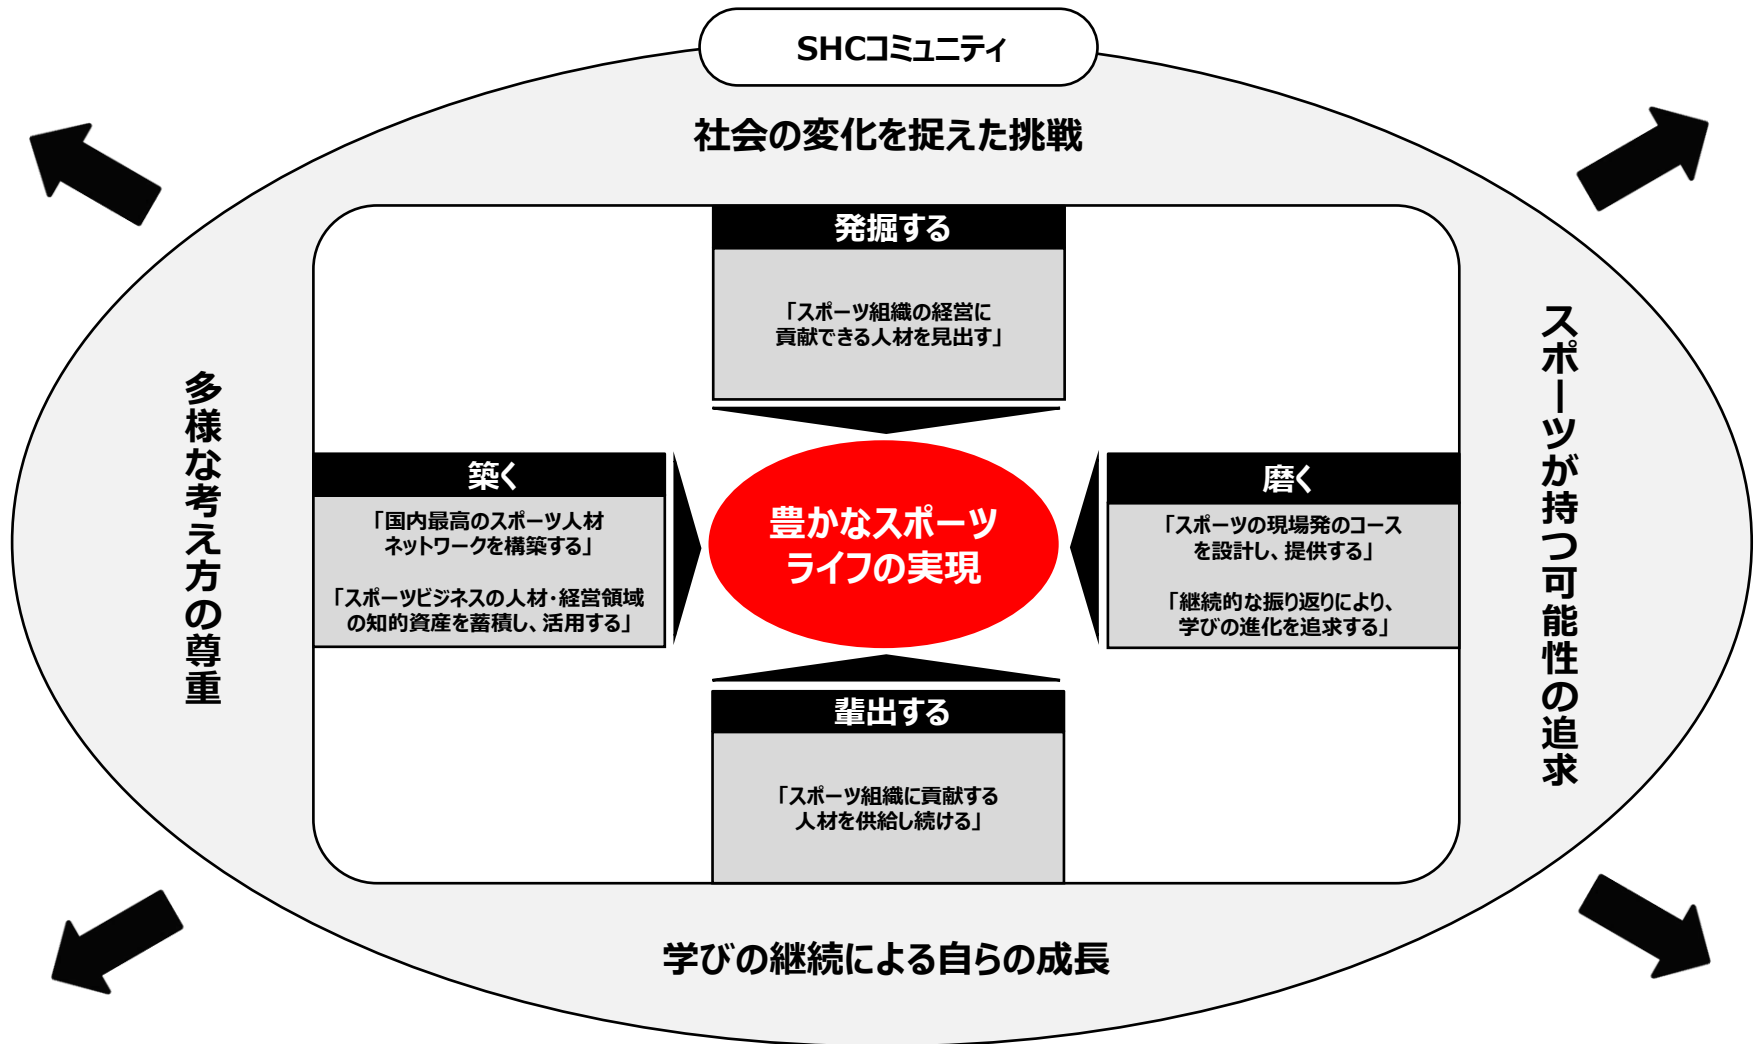 SHCコミュニティ
社会の変化を捉えた挑戦
発掘する
「スポーツ組織の経営に
貢献できる人材を見出す」
多様な考え方の尊重
築く
「国内最高のスポーツ人材
ネットワークを構築する」
「スポーツビジネスの人材・経営領域
の知的資産を蓄積し、活用する」
豊かなスポーツ
ライフの実現
磨く
「スポーツの現場発のコース
を設計し、提供する」
「継続的な振り返りにより、
学びの進化を追求する」
スポーツが持つ可能性の追求
輩出する
「スポーツ組織に貢献する
人材を供給し続ける」
学びの継続による自らの成長